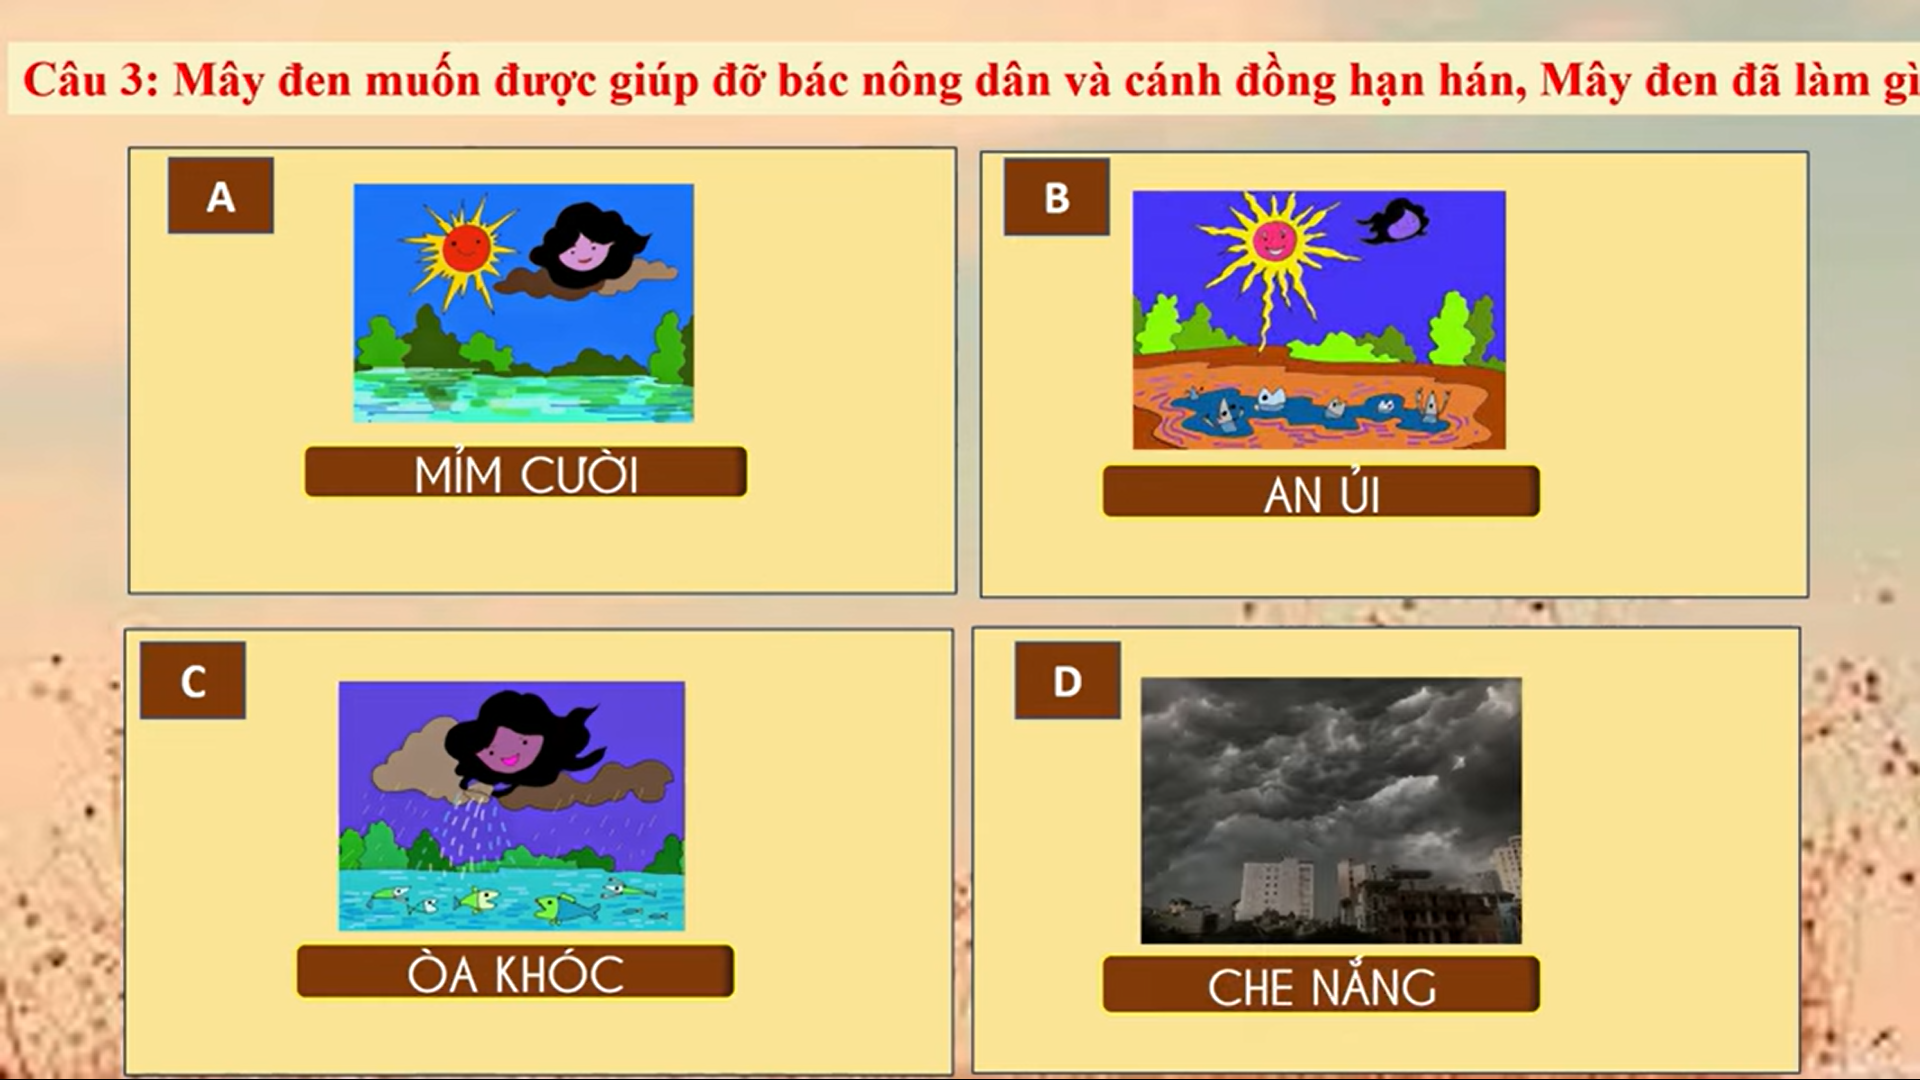 Câu 3: Mây đen muốn được giúp đỡ bác nông dân và cánh đồng hạn hán, Mây đen đã làm gì
A
MỈM CƯỜI
B
AN ỦI
C
ÒA KHÓC
D
CHE NẮNG